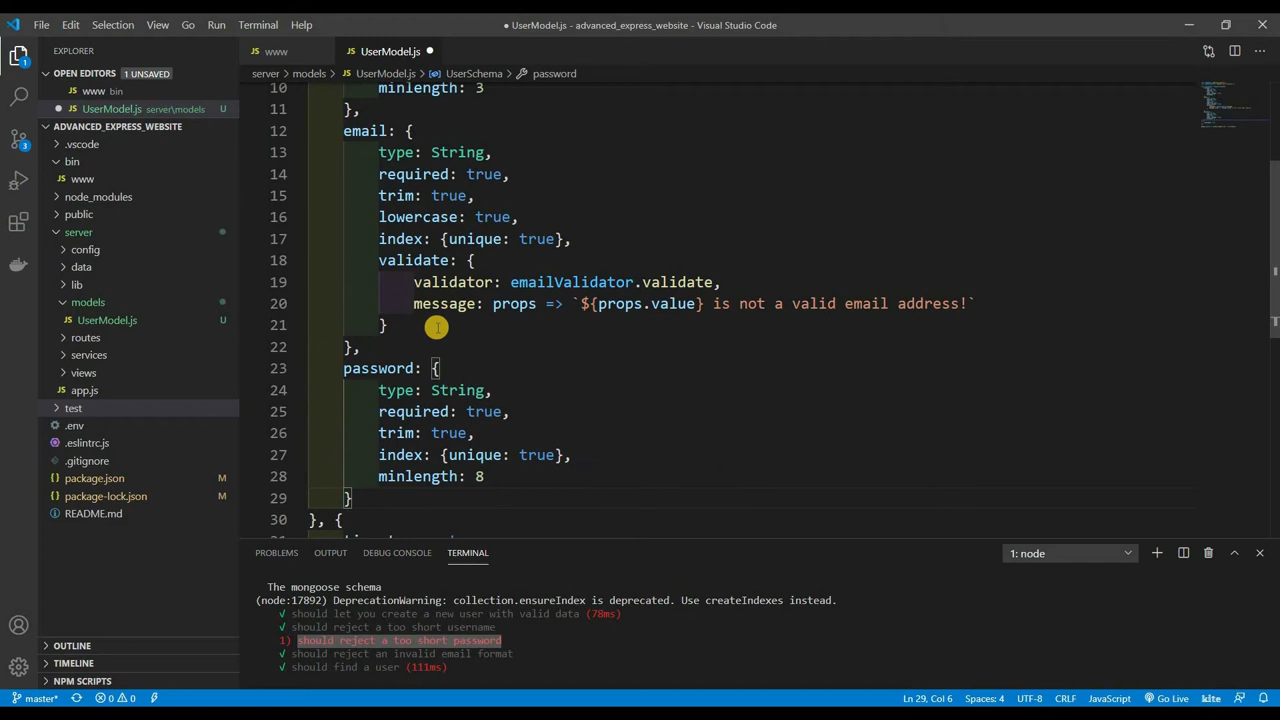 File Edit Selection View Go Run Terminal Help
● UserModel.js - advanced_express_website - Visual Studio Code
EXPLORER
OPEN EDITORS 1 UNSAVED
www bin
JS UserModel.js server\models U
ADVANCED_EXPRESS_WEBSITE
.vscode
bin
www
node_modules
public
server
config
data
lib
models
JS UserModel.js U
routes
services
views
JS app.js
test
.env
.eslintrc.js
.gitignore
package.json M
package-lock.json M
README.md
OUTLINE
TIMELINE
NPM SCRIPTS
1
3
www
JS UserModel.js ●
server > models > JS UserModel.js > UserSchema > password
10 minlength: 3
11 },
12 email: {
13 type: String,
14 required: true,
15 trim: true,
16 lowercase: true,
17 index: {unique: true},
18 validate: {
19 validator: emailValidator.validate,
20 message: props => `${props.value} is not a valid email address!`
21 }
22 },
23 password: {
24 type: String,
25 required: true,
26 trim: true,
27 index: {unique: true},
28 minlength: 8
29 }
30 }, {
PROBLEMS OUTPUT DEBUG CONSOLE TERMINAL 1: node
The mongoose schema
(node:17892) DeprecationWarning: collection.ensureIndex is deprecated. Use createIndexes instead.
√ should let you create a new user with valid data (78ms)
√ should reject a too short username
1) should reject a too short password
√ should reject an invalid email format
√ should find a user (111ms)
master* 0 0 Ln 29, Col 6 Spaces: 4 UTF-8 CRLF JavaScript Go Live kite